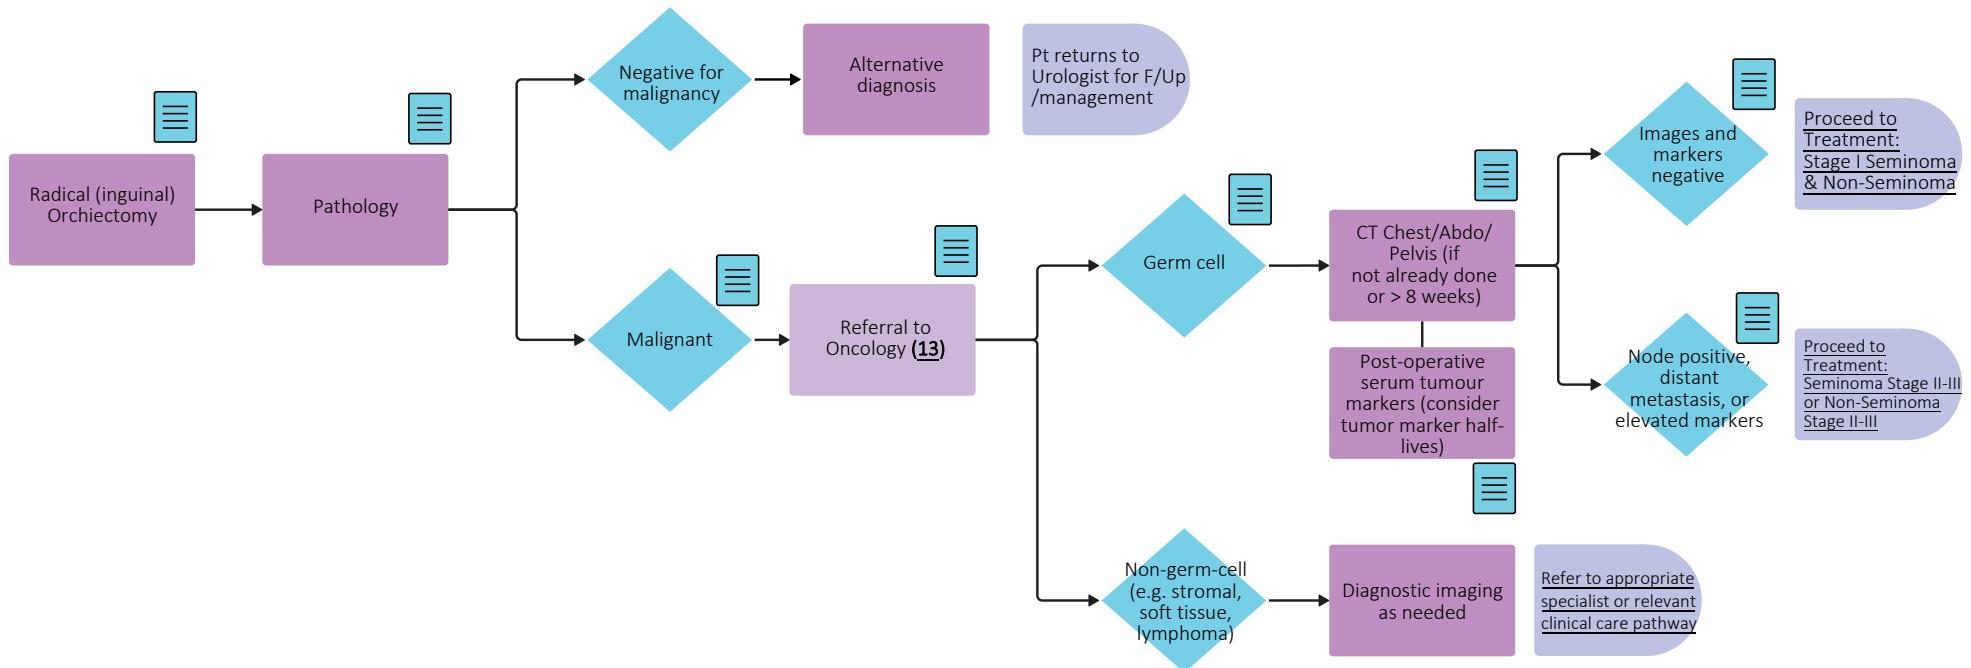 Radical (inguinal)
Orchiectomy
Pathology
Negative for
malignancy
Alternative
diagnosis
Pt returns to
Urologist for F/Up
/management
Malignant
Referral to
Oncology (13)
Germ cell
CT Chest/Abdo/
Pelvis (if
not already done
or > 8 weeks)
Post-operative
serum tumour
markers (consider
tumor marker half-
lives)
Images and
markers
negative
Proceed to
Treatment:
Stage I Seminoma
& Non-Seminoma
Node positive,
distant
metastasis, or
elevated markers
Proceed to
Treatment:
Seminoma Stage II-III
or Non-Seminoma
Stage II-III
Non-germ-cell
(e.g. stromal,
soft tissue,
lymphoma)
Diagnostic imaging
as needed
Refer to appropriate
specialist or relevant
clinical care pathway